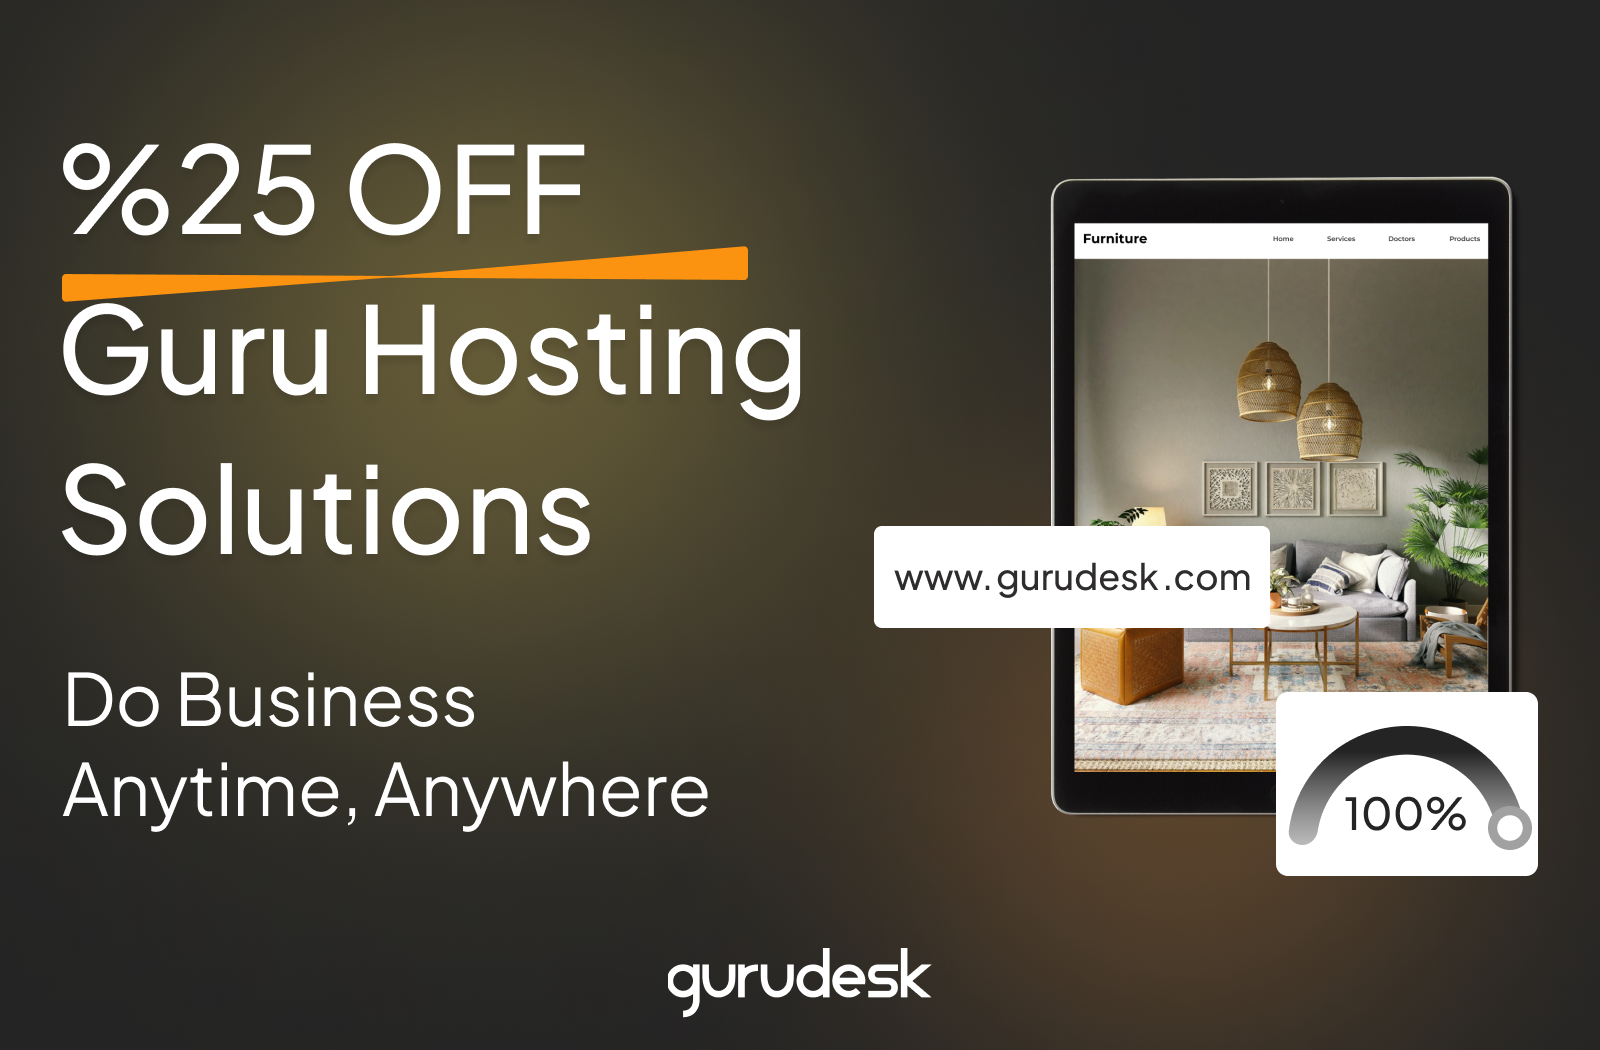 %25 OFF
Guru Hosting
Solutions
Do Business
Anytime, Anywhere
Furniture
Home Services Doctors Products
www.gurudesk.com
100%
gurudesk